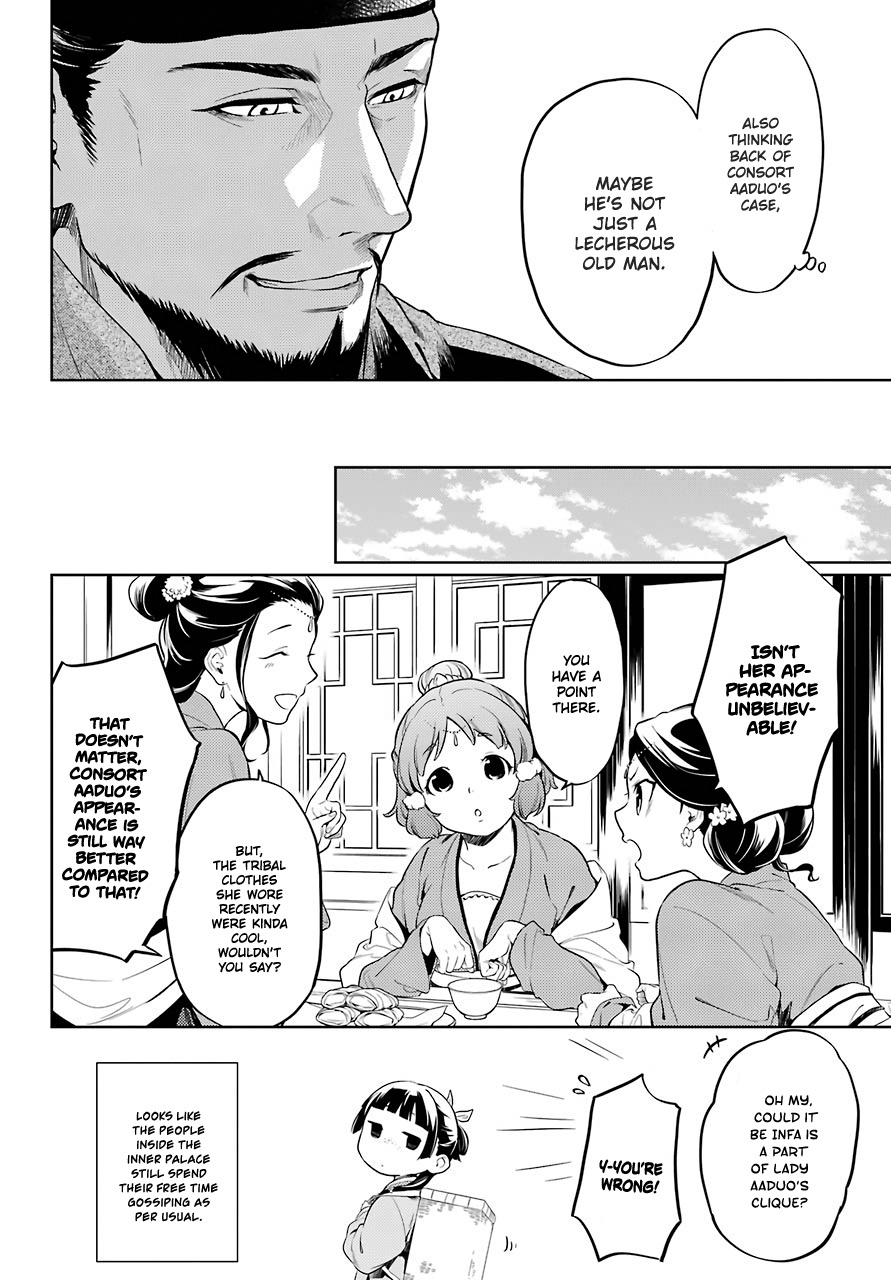 ALSO
THINKING
BACK OF
CONSORT
AADUO'S
CASE,
MAYBE
HE'S NOT
JUST A
LECHEROUS
OLD MAN.
ISN'T
HER AP-
PEARANCE
UNBELIEV-
ABLE!
YOU
HAVE A
POINT
THERE.
BUT,
THE TRIBAL
CLOTHES
SHE WORE
RECENTLY
WERE KINDA
COOL,
WOULDN'T
YOU SAY?
THAT
DOESN'T
MATTER,
CONSORT
AADUO'S
APPEAR-
ANCE IS
STILL WAY
BETTER
COMPARED
TO THAT!
OH MY,
COULD IT
BE INFA IS
A PART
OF LADY
AADUO'S
CLIQUE?
Y-YOU'RE
WRONG!
LOOKS LIKE
THE PEOPLE
INSIDE THE
INNER PALACE
STILL SPEND
THEIR FREE TIME
GOSSIPING AS
PER USUAL.